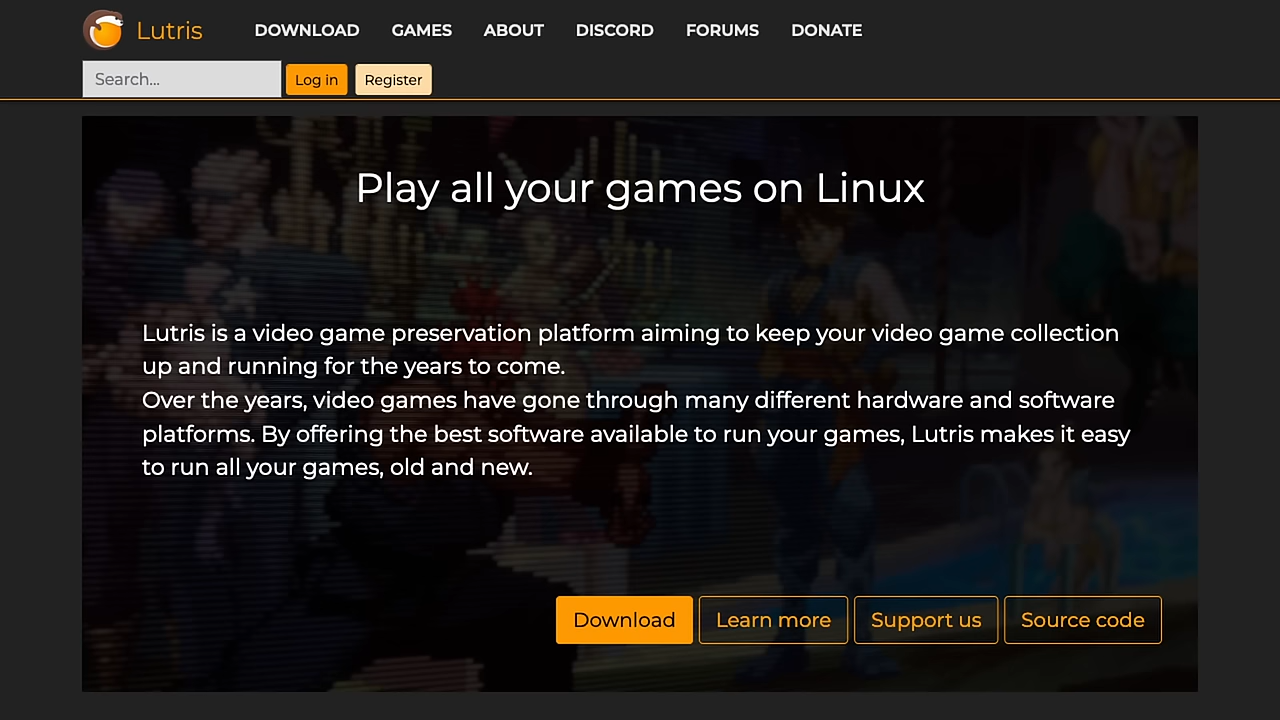 Lutris
DOWNLOAD GAMES ABOUT DISCORD FORUMS DONATE
Search...
Log in
Register
Play all your games on Linux
Lutris is a video game preservation platform aiming to keep your video game collection
up and running for the years to come.
Over the years, video games have gone through many different hardware and software
platforms. By offering the best software available to run your games, Lutris makes it easy
to run all your games, old and new.
Download
Learn more
Support us
Source code